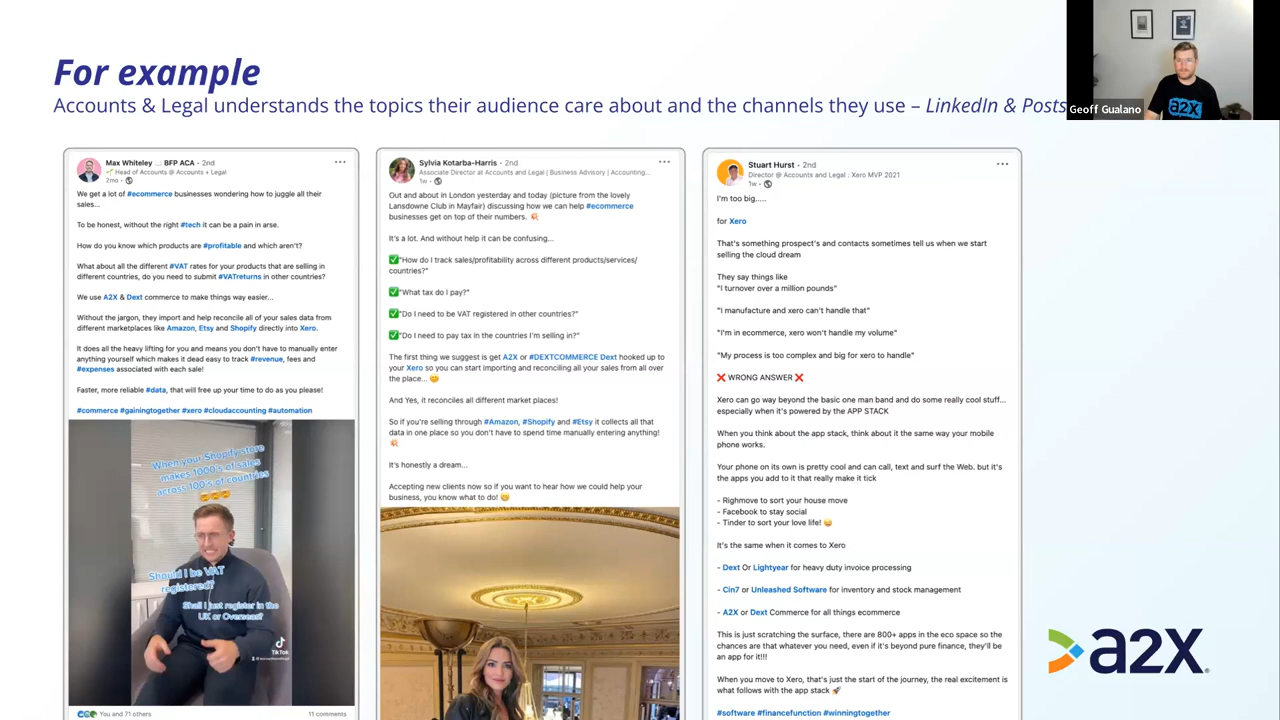 For example
Accounts & Legal understands the topics their audience care about and the channels they use – LinkedIn & Posts
Geoff Gualano
a2x
Max Whiteley ... BFP ACA • 2nd
Head of Accounts @ Accounts + Legal
2mo •
We get a lot of #ecommerce businesses wondering how to juggle all their
sales...
To be honest, without the right #tech it can be a pain in arse.
How do you know which products are #profitable and which aren't?
What about all the different #VAT rates for your products that are selling in
different countries, do you need to submit #VATreturns in other countries?
We use A2X & Dext commerce to make things way easier...
Without the jargon, they import and help reconcile all of your sales data from
different marketplaces like Amazon, Etsy and Shopify directly into Xero.
It does all the heavy lifting for you and means you don't have to manually enter
anything yourself which makes it dead easy to track #revenue, fees and
#expenses associated with each sale!
Faster, more reliable #data, that will free up your time to do as you please!
#commerce #gainingtogether #xero #cloudaccounting #automation
When your Shopify store
makes 1000's of sales
across 100's of countries
Should I be VAT
registered?
Shall I just register in the
UK or Overseas?
TikTok
You and 71 others
11 comments
Sylvia Kotarba-Harris • 2nd
Associate Director at Accounts and Legal | Business Advisory | Accounting...
1w •
Out and about in London yesterday and today (picture from the lovely
Lansdowne Club in Mayfair) discussing how we can help #ecommerce
businesses get on top of their numbers. 💥
It's a lot. And without help it can be confusing...
✅"How do I track sales/profitability across different products/services/
countries?"
✅"What tax do I pay?"
✅"Do I need to be VAT registered in other countries?"
✅"Do I need to pay tax in the countries I'm selling in?"
The first thing we suggest is get A2X or #DEXTCOMMERCE Dext hooked up to
your Xero so you can start importing and reconciling all your sales from all over
the place...
And Yes, it reconciles all different market places!
So if you're selling through #Amazon, #Shopify and #Etsy it collects all that
data in one place so you don't have to spend time manually entering anything!
💥
It's honestly a dream...
Accepting new clients now so if you want to hear how we could help your
business, you know what to do!
Stuart Hurst • 2nd
Director @ Accounts and Legal . Xero MVP 2021
1w •
I'm too big.....
for Xero
That's something prospect's and contacts sometimes tell us when we start
selling the cloud dream
They say things like
"I turnover over a million pounds"
"I manufacture and xero can't handle that"
"I'm in ecommerce, xero won't handle my volume"
"My process is too complex and big for xero to handle"
❌ WRONG ANSWER ❌
Xero can go way beyond the basic one man band and do some really cool stuff...
especially when it's powered by the APP STACK
When you think about the app stack, think about it the same way your mobile
phone works.
Your phone on its own is pretty cool and can call, text and surf the Web. but it's
the apps you add to it that really make it tick
- Righmove to sort your house move
- Facebook to stay social
- Tinder to sort your love life!
It's the same when it comes to Xero
- Dext Or Lightyear for heavy duty invoice processing
- Cin7 or Unleashed Software for inventory and stock management
- A2X or Dext Commerce for all things ecommerce
This is just scratching the surface, there are 800+ apps in the eco space so the
chances are that whatever you need, even if it's beyond pure finance, they'll be
an app for it!!!
When you move to Xero, that's just the start of the journey, the real excitement is
what follows with the app stack 🚀
#software #financefunction #winningtogether
a2x